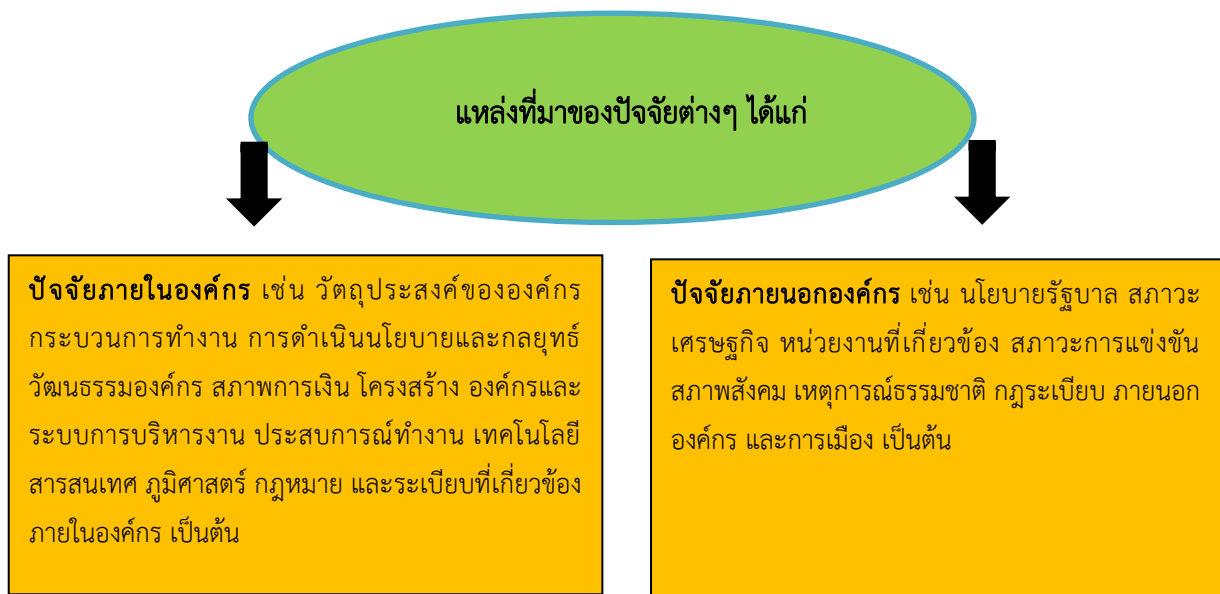 แหล่งที่มาของปัจจัยต่างๆ ได้แก่
ปัจจัยภายในองค์กร เช่น วัตถุประสงค์ขององค์กร
กระบวนการทำงาน การดำเนินนโยบายและกลยุทธ์
วัฒนธรรมองค์กร สภาพการเงิน โครงสร้าง องค์กรและ
ระบบการบริหารงาน ประสบการณ์ทำงาน เทคโนโลยี
สารสนเทศ ภูมิศาสตร์ กฎหมาย และระเบียบที่เกี่ยวข้อง
ภายในองค์กร เป็นต้น
ปัจจัยภายนอกองค์กร เช่น นโยบายรัฐบาล สภาวะ
เศรษฐกิจ หน่วยงานที่เกี่ยวข้อง สภาวะการแข่งขัน
สภาพสังคม เหตุการณ์ธรรมชาติ กฎระเบียบ ภายนอก
องค์กร และการเมือง เป็นต้น